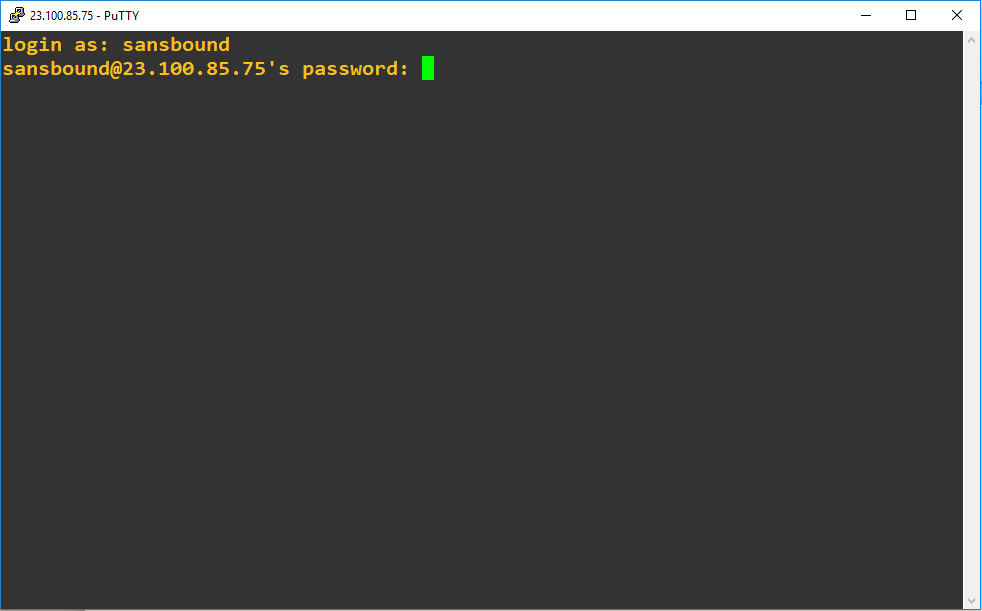 23.100.85.75 - PuTTY
login as: sansbound
sansbound@23.100.85.75's password: